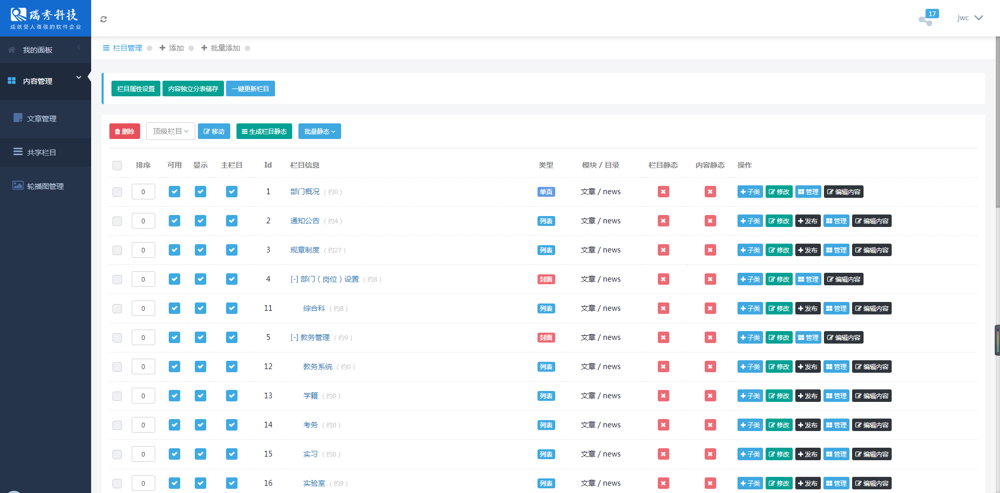 瑞秀科技
成就受人尊敬的软件企业
17
jwc
我的面板
内容管理
文章管理
共享栏目
轮播图管理
栏目管理 添加 批量添加
栏目属性设置 内容独立分表储存 一键更新栏目
删除 顶级栏目 移动 生成栏目静态 批量静态
排序 可用 显示 主栏目 Id 栏目信息 类型 模块 / 目录 栏目静态 内容静态 操作
0 1 部门概况 ( 约0 ) 单页 文章 / news 子类 修改 管理 编辑内容
0 2 通知公告 ( 约4 ) 列表 文章 / news 子类 修改 发布 管理 编辑内容
0 3 规章制度 ( 约27 ) 列表 文章 / news 子类 修改 发布 管理 编辑内容
0 4 [-] 部门（岗位）设置 ( 约8 ) 封面 文章 / news 子类 修改 管理 编辑内容
0 11 综合科 ( 约8 ) 列表 文章 / news 子类 修改 发布 管理 编辑内容
0 5 [-] 教务管理 ( 约9 ) 封面 文章 / news 子类 修改 管理 编辑内容
0 12 教务系统 ( 约0 ) 列表 文章 / news 子类 修改 发布 管理 编辑内容
0 13 学籍 ( 约0 ) 列表 文章 / news 子类 修改 发布 管理 编辑内容
0 14 考务 ( 约0 ) 列表 文章 / news 子类 修改 发布 管理 编辑内容
0 15 实习 ( 约0 ) 列表 文章 / news 子类 修改 发布 管理 编辑内容
0 16 实验室 ( 约9 ) 列表 文章 / news 子类 修改 发布 管理 编辑内容